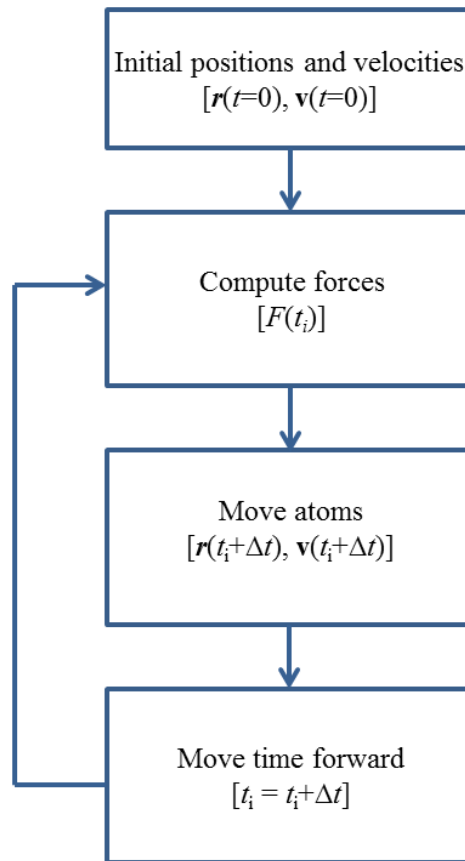 Initial positions and velocities
[r(t=0), v(t=0)]
Compute forces
[F(tᵢ)]
Move atoms
[r(tᵢ+Δt), v(tᵢ+Δt)]
Move time forward
[tᵢ = tᵢ+Δt]